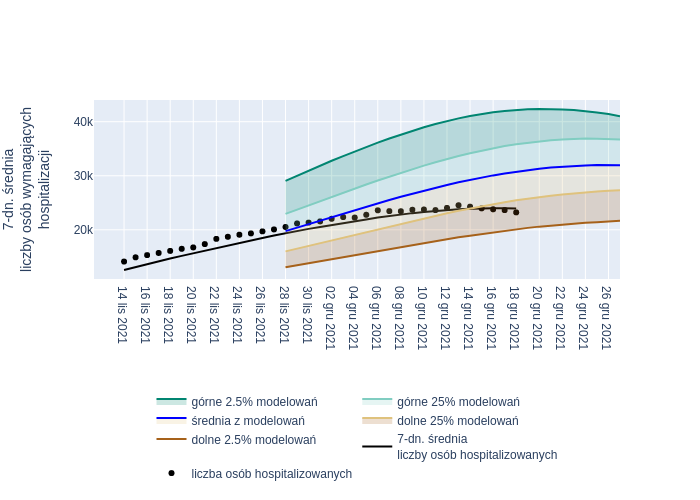 7-dn. średnia
liczby osób wymagających
hospitalizacji
40k
30k
20k
14 lis 2021
16 lis 2021
18 lis 2021
20 lis 2021
22 lis 2021
24 lis 2021
26 lis 2021
28 lis 2021
30 lis 2021
02 gru 2021
04 gru 2021
06 gru 2021
08 gru 2021
10 gru 2021
12 gru 2021
14 gru 2021
16 gru 2021
18 gru 2021
20 gru 2021
22 gru 2021
24 gru 2021
26 gru 2021
górne 2.5% modelowań
górne 25% modelowań
średnia z modelowań
dolne 25% modelowań
dolne 2.5% modelowań
7-dn. średnia
liczby osób hospitalizowanych
liczba osób hospitalizowanych